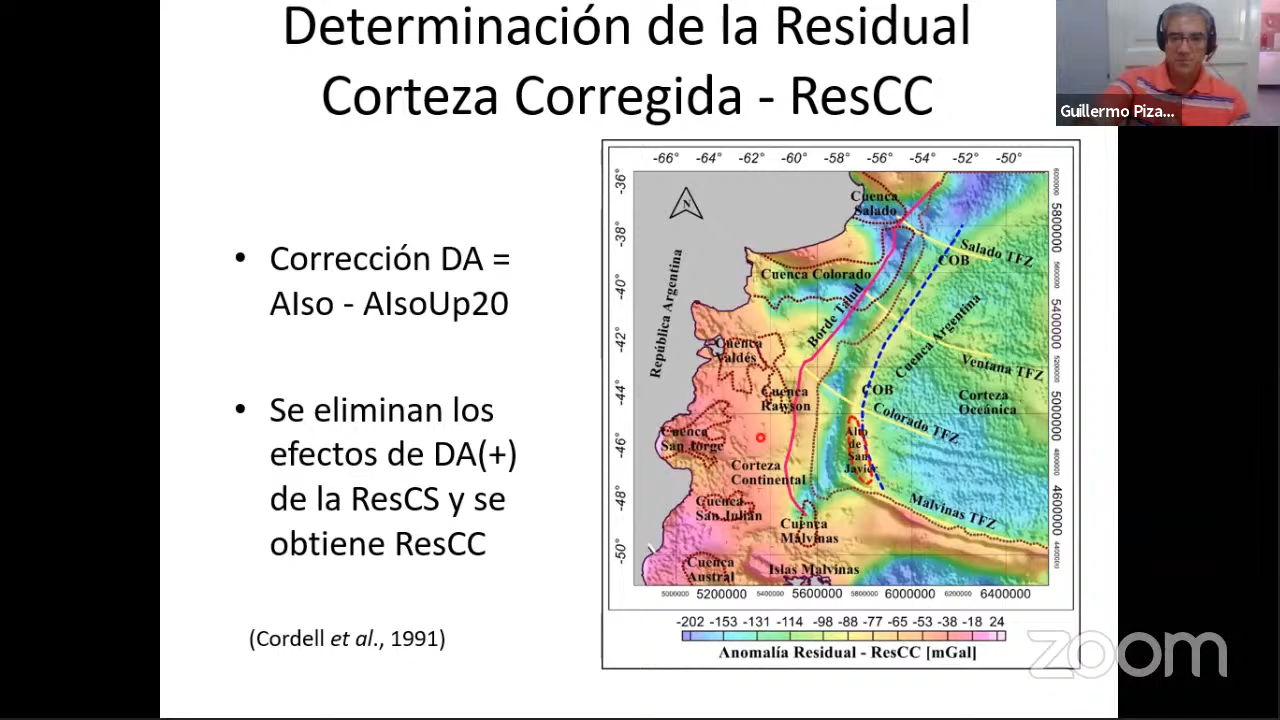 Determinación de la Residual
Corteza Corregida - ResCC
Guillermo Piza...
• Corrección DA =
AIso - AIsoUp20
• Se eliminan los
efectos de DA(+)
de la ResCS y se
obtiene ResCC
(Cordell et al., 1991)
-66° -64° -62° -60° -58° -56° -54° -52° -50°
-36°
-38°
-40°
-42°
-44°
-46°
-48°
-50°
N
República Argentina
Cuenca
Salado
Salado TFZ
COB
Cuenca Colorado
Borde Talud
Cuenca Argentina
Cuenca
Valdés
Ventana TFZ
Cuenca
Rawson
COB
Corteza
Oceánica
Colorado TFZ
Cuenca
San Jorge
Alto
de
San
Javier
Corteza
Continental
Cuenca
San Julián
Malvinas TFZ
Cuenca
Malvinas
Cuenca
Austral
Islas Malvinas
6000000
5800000
5600000
5400000
5200000
5000000
4800000
4600000
4400000
5000000 5200000 5400000 5600000 5800000 6000000 6200000 6400000
-202 -153 -131 -114 -98 -88 -77 -65 -53 -38 -18 24
Anomalía Residual - ResCC [mGal]
zoom